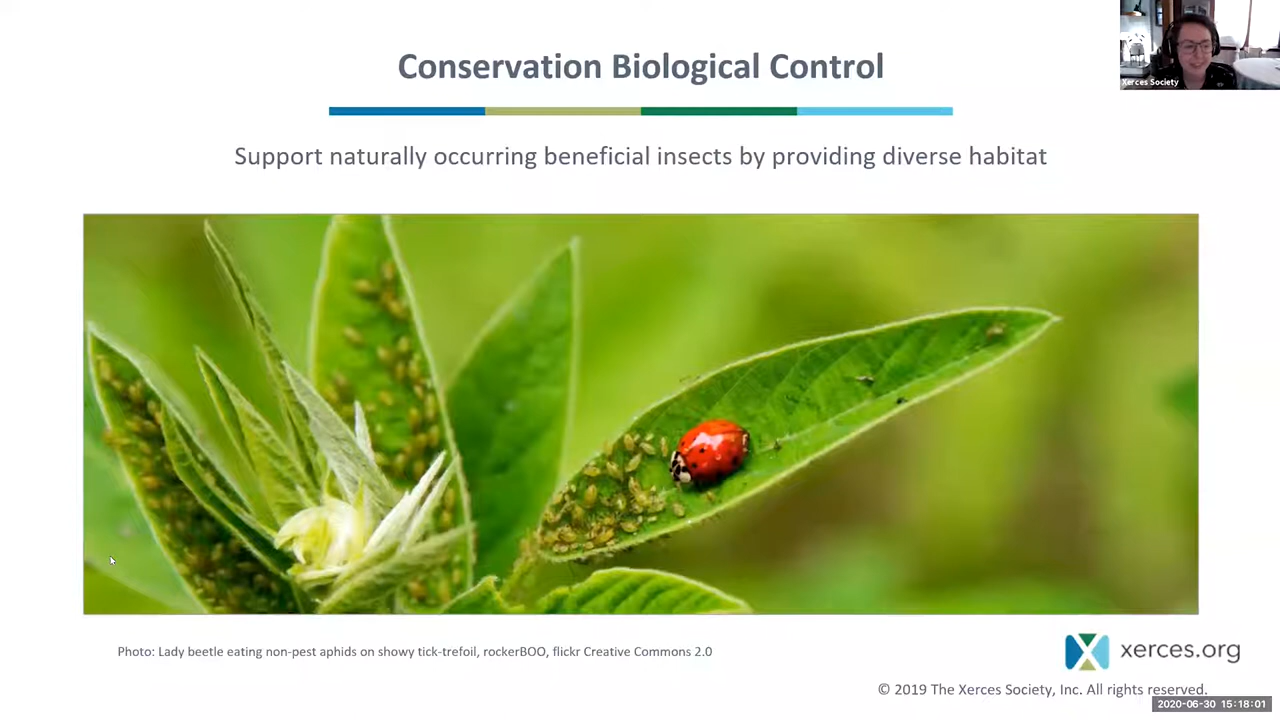 Conservation Biological Control
Xerces Society
Support naturally occurring beneficial insects by providing diverse habitat
Photo: Lady beetle eating non-pest aphids on showy tick-trefoil, rockerBOO, flickr Creative Commons 2.0
xerces.org
© 2019 The Xerces Society, Inc. All rights reserved.
2020-06-30 15:18:01